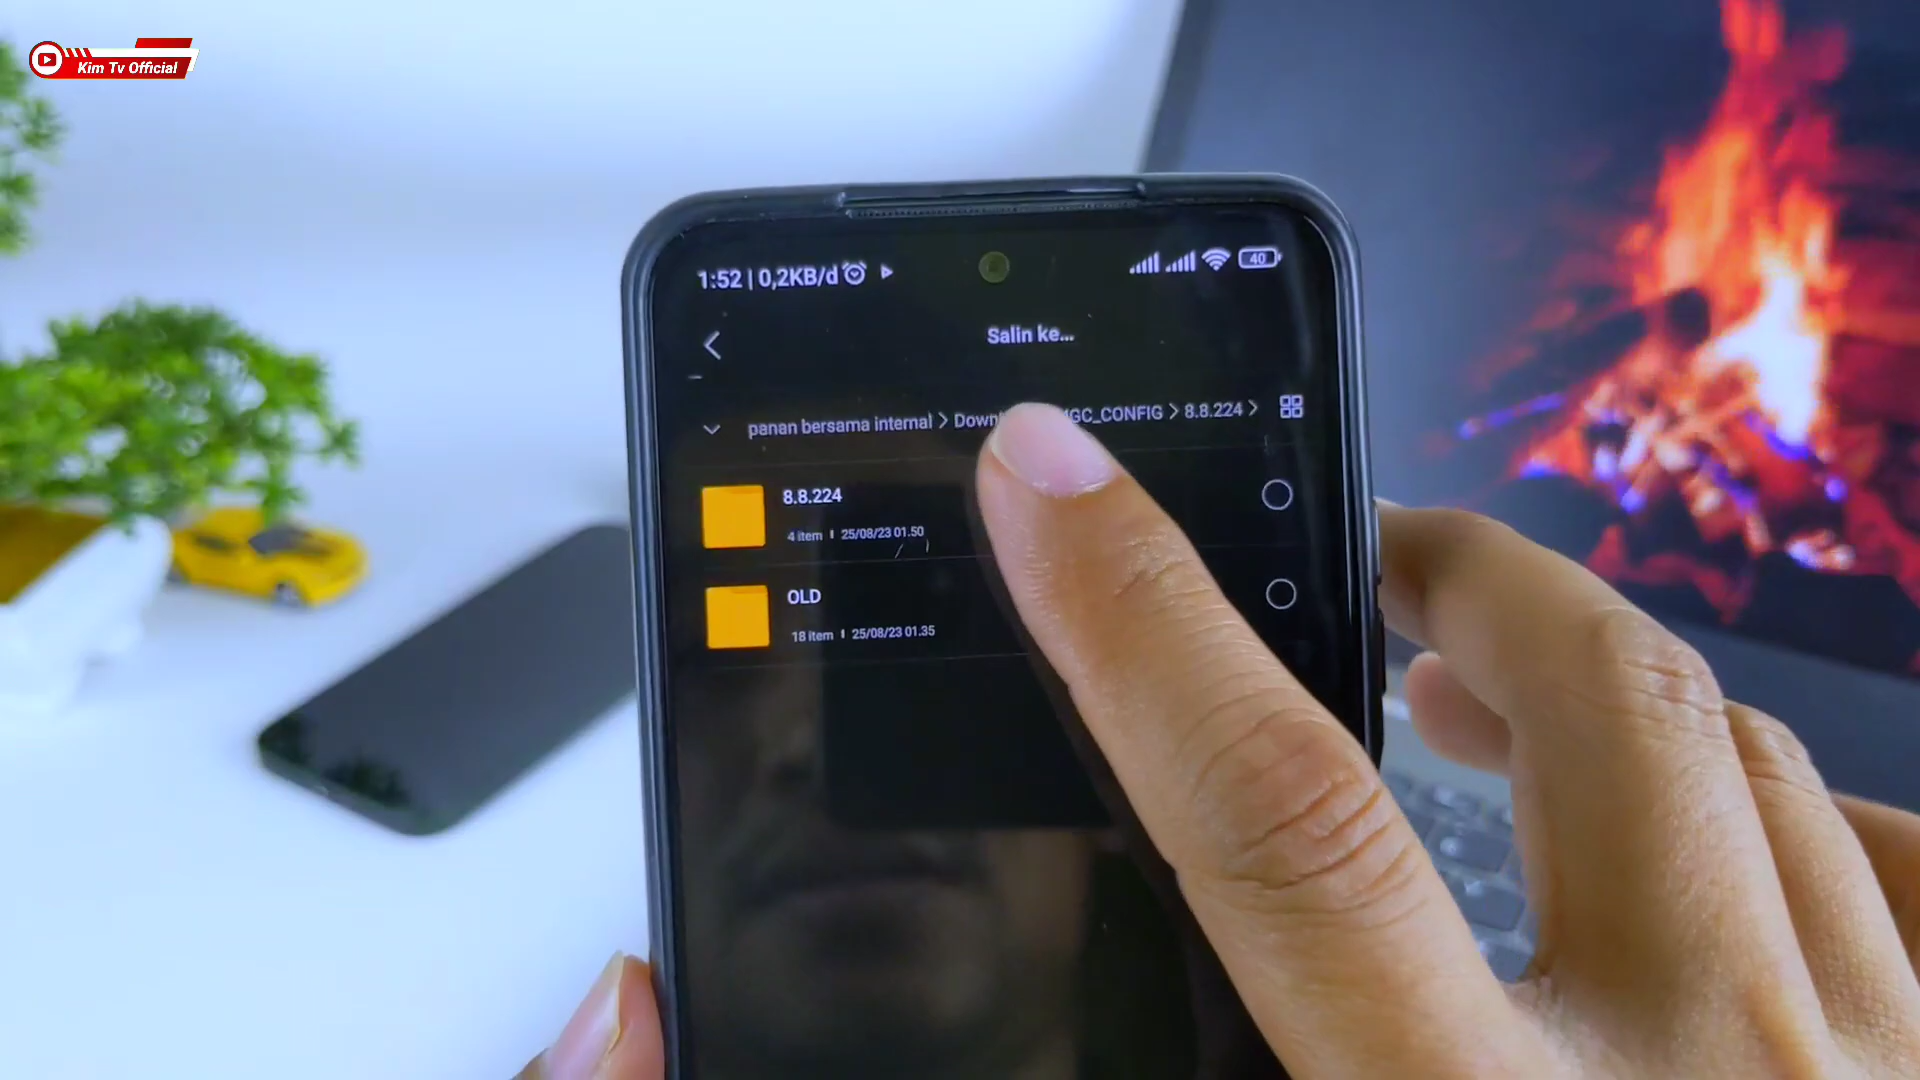 Kim Tv Official
1:52 | 0,2KB/d
40
Salin ke...
panan bersama internal > Down GC_CONFIG > 8.8.224 >
8.8.224
4 item | 25/08/23 01.50
OLD
18 item | 25/08/23 01.35